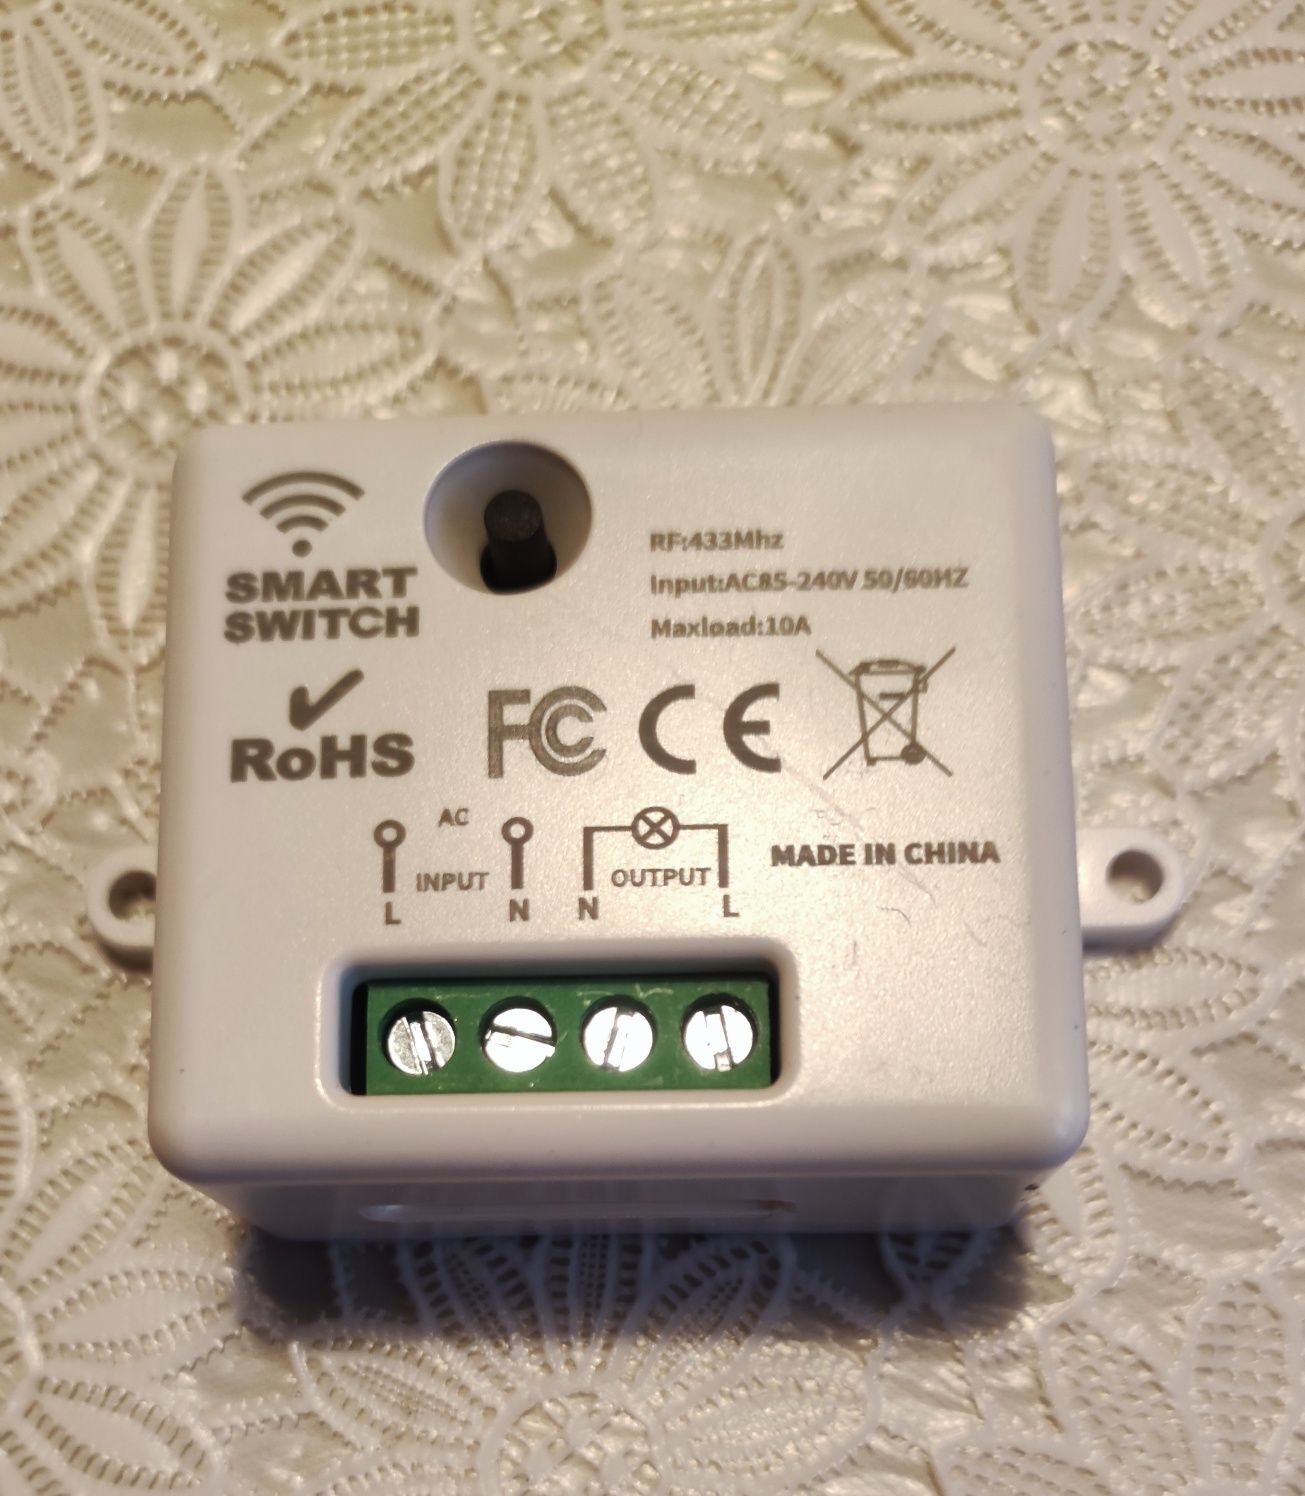 SMART
SWITCH
RF:433Mhz
Input:AC85-240V 50/60HZ
Maxload:10A
RoHS
FC CE
AC
INPUT
L N
OUTPUT
N L
MADE IN CHINA